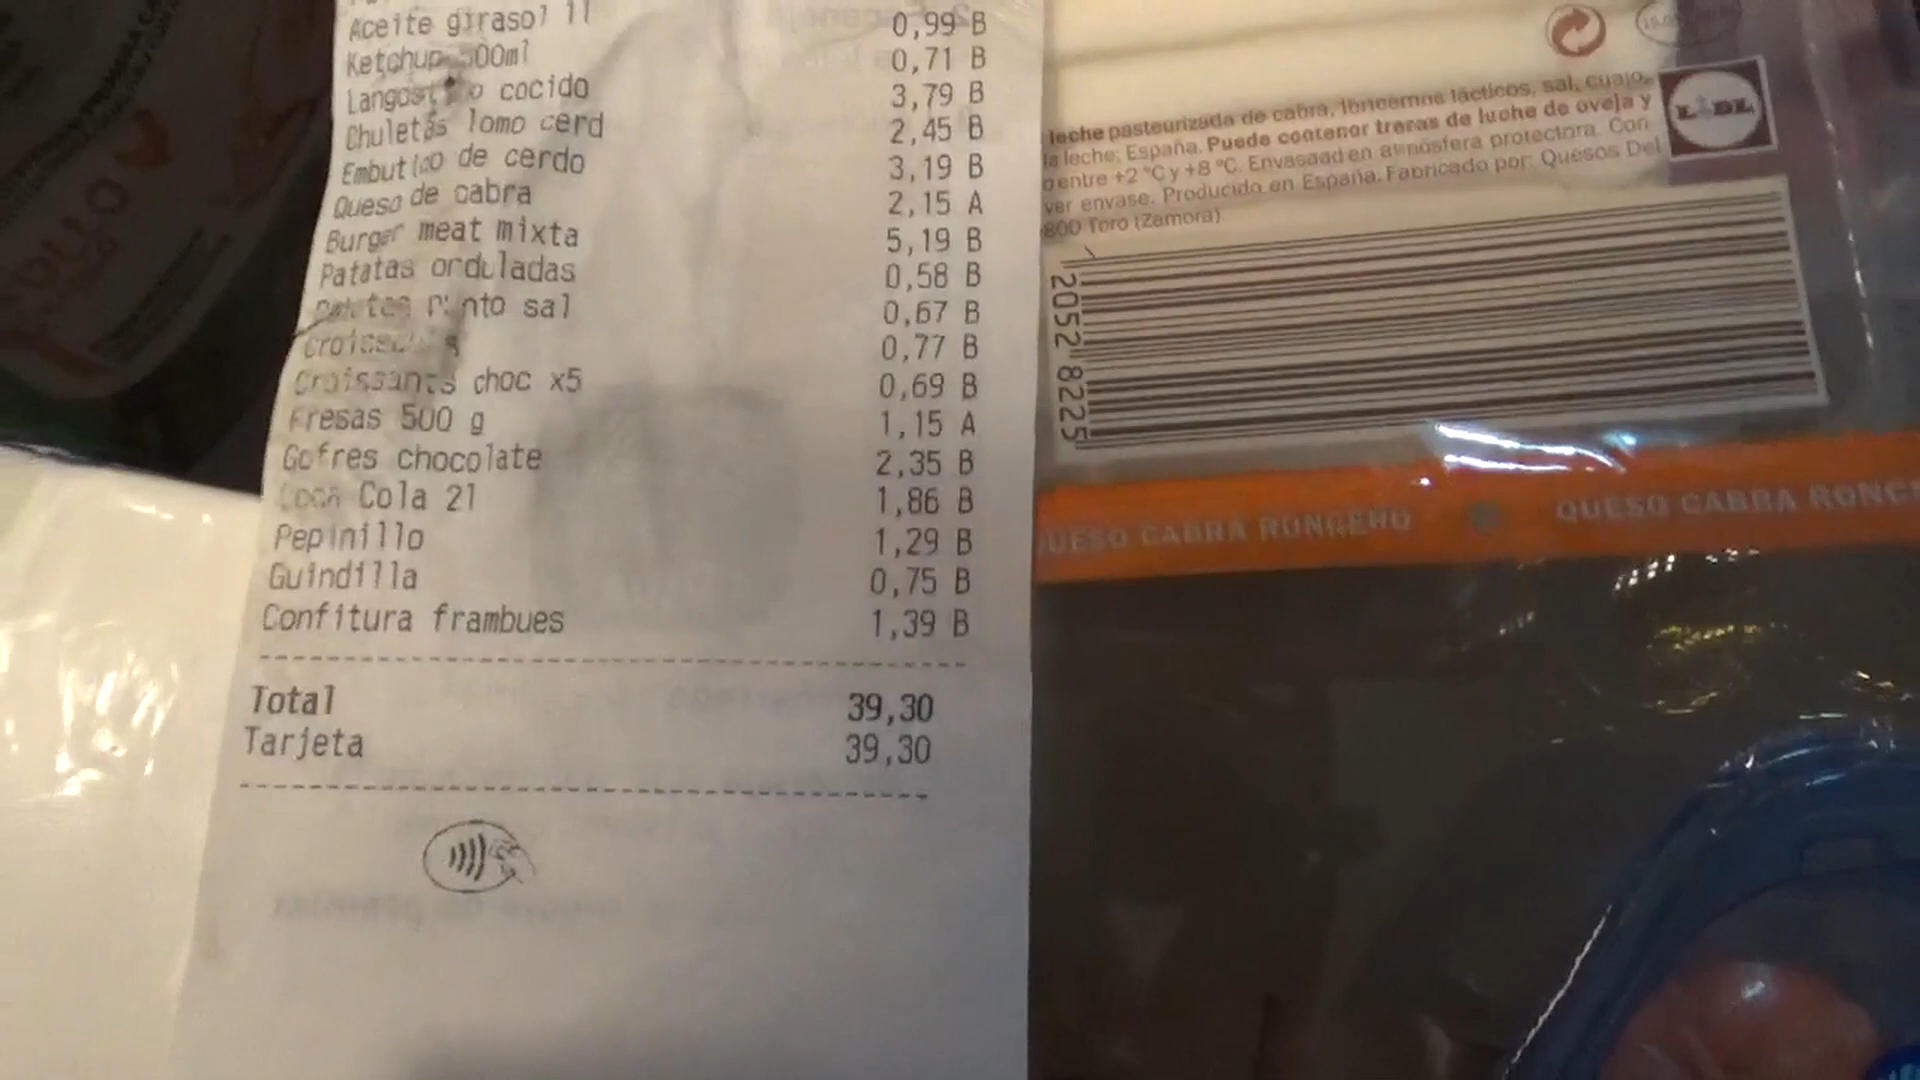 Aceite girasol 1l 0,99 B
Ketchup 0,71 B
cocido 3,79 B
Chuletas lomo cerd 2,45 B
Embutido de cerdo 3,19 B
Queso de cabra 2,15 A
Burger meat mixta 5,19 B
Patatas onduladas 0,58 B
sal 0,67 B
0,77 B
Croissants choc x5 0,69 B
Fresas 500 g 1,15 A
Gofres chocolate 2,35 B
Coca Cola 2l 1,86 B
Pepinillo 1,29 B
Guindilla 0,75 B
Confitura frambues 1,39 B
Total 39,30
Tarjeta 39,30
leche pasteurizada de cabra, fermentos lácticos, sal, cuajo,
la leche; España. Puede contener trazas de leche de oveja y
entre +2 °C y +8 °C. Envasado en atmósfera protectora. Con
ver envase. Producido en España. Fabricado por: Quesos Del
800 Toro (Zamora)
LIDL
2052 8225
QUESO CABRA RONCERO
QUESO CABRA